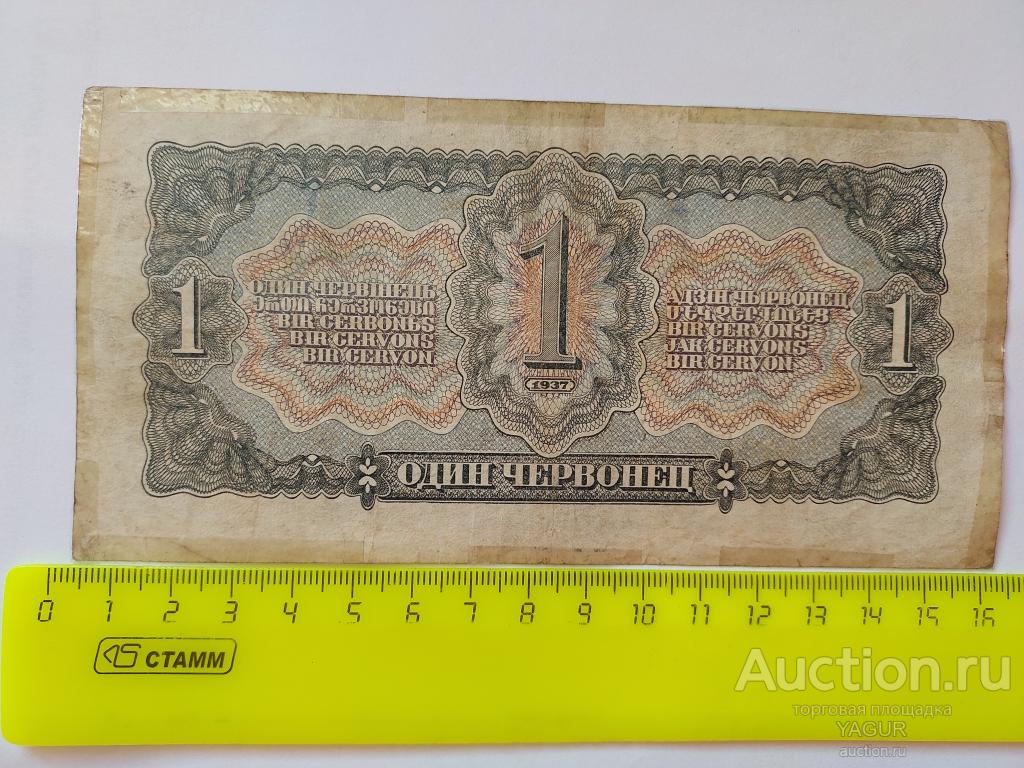 ОДИН ЧЕРВІНЕЦЬ
BIR CERVONS
BIR CERVON
1
1
1937
АДЗІН ЧЫРВОНЕЦ
BIR CERVONS
JAK CERVONS
BIR CERVON
1
ОДИН ЧЕРВОНЕЦ
0 1 2 3 4 5 6 7 8 9 10 11 12 13 14 15 16
СТАММ
Auction.ru
торговая площадка
YAGUR
auction.ru